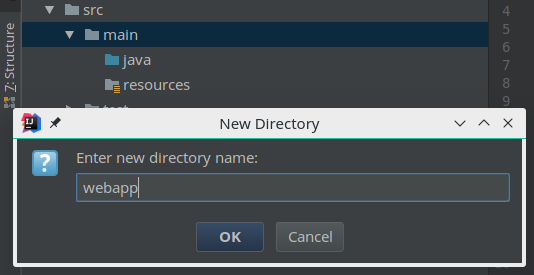 src
main
java
resources
test
7: Structure
4
5
6
7
8
9
New Directory
Enter new directory name:
webapp
OK
Cancel